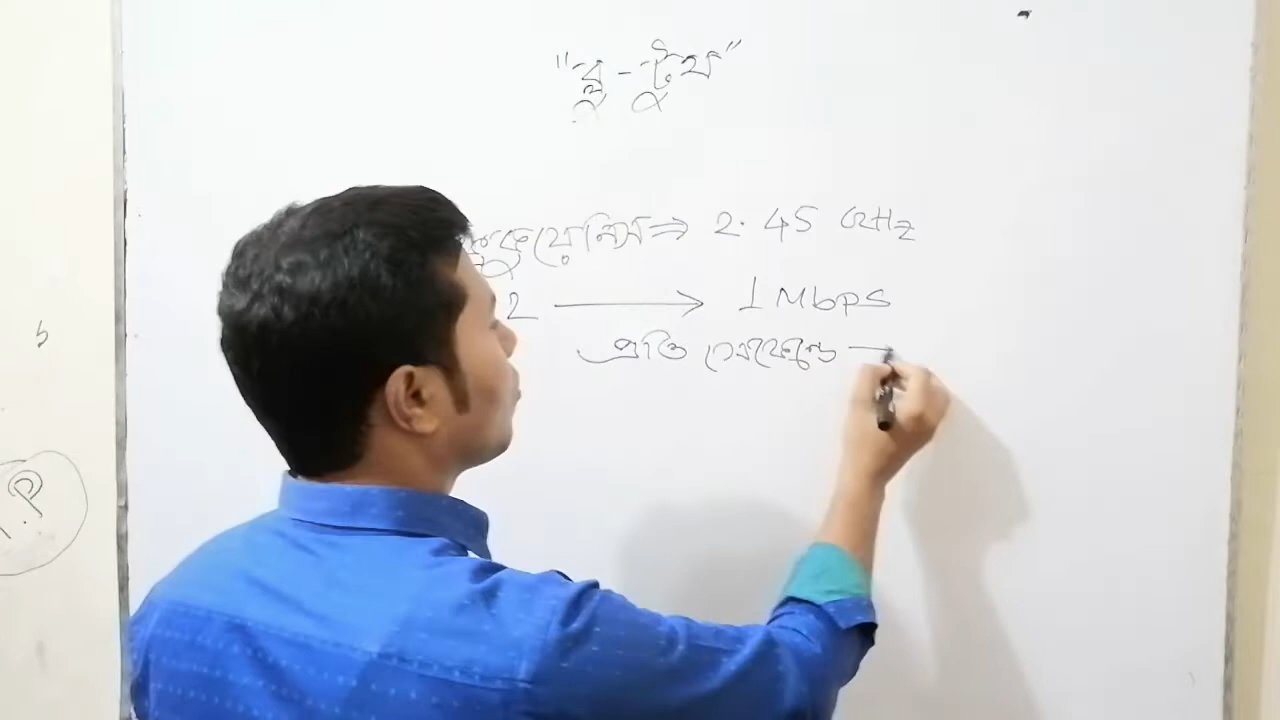 "ব্লু-টুথ"
⇒ 2.45 GHz
2 → 1 Mbps
প্রতি সেকেন্ডে
.P